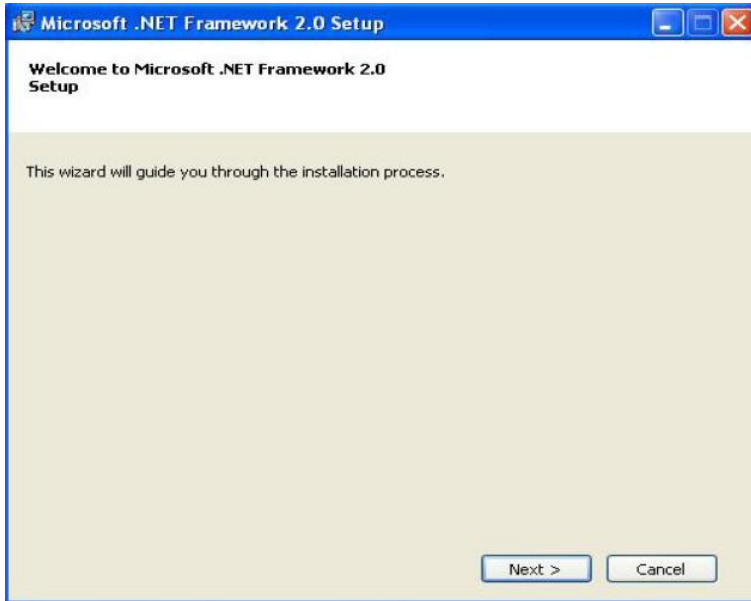 Microsoft .NET Framework 2.0 Setup
Welcome to Microsoft .NET Framework 2.0
Setup
This wizard will guide you through the installation process.
Next >
Cancel